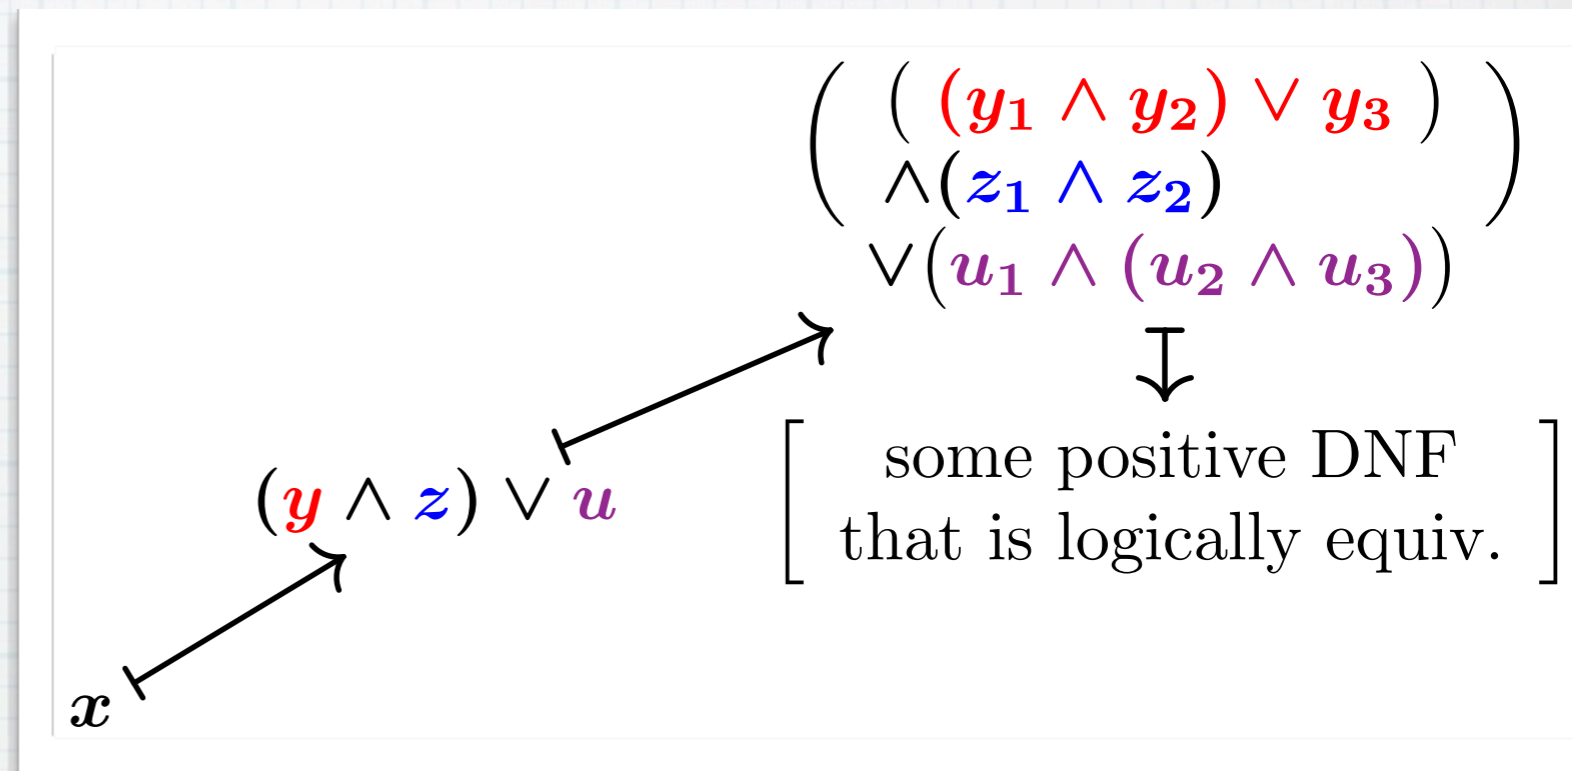 ( ( (y₁ ∧ y₂) ∨ y₃ ) )
∧(z₁ ∧ z₂)
∨(u₁ ∧ (u₂ ∧ u₃))
[ some positive DNF ]
that is logically equiv.
(y ∧ z) ∨ u
x